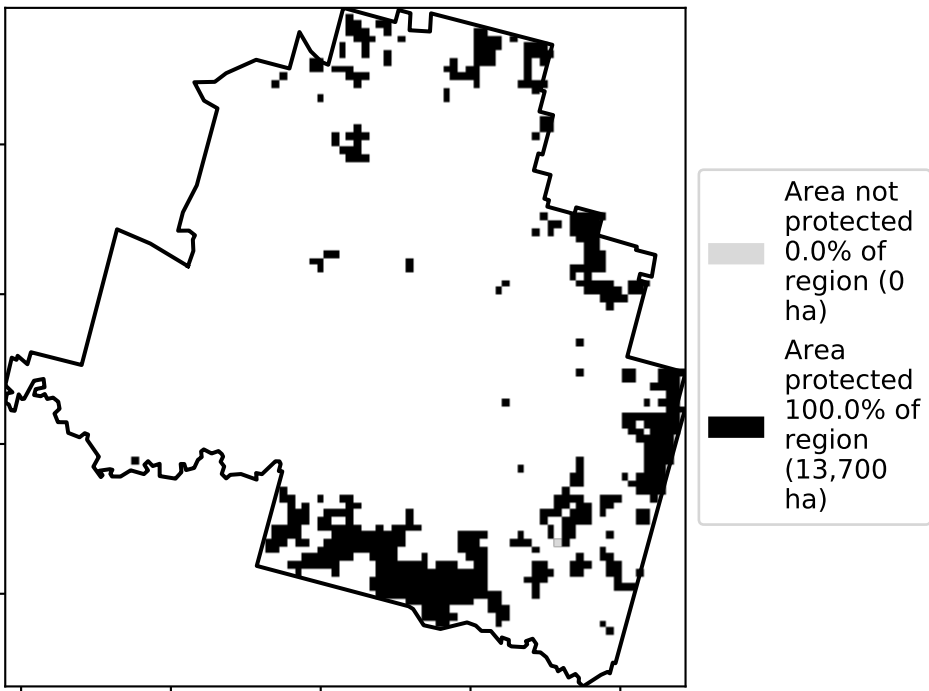 Area not
protected
0.0% of
region (0
ha)
Area
protected
100.0% of
region
(13,700
ha)